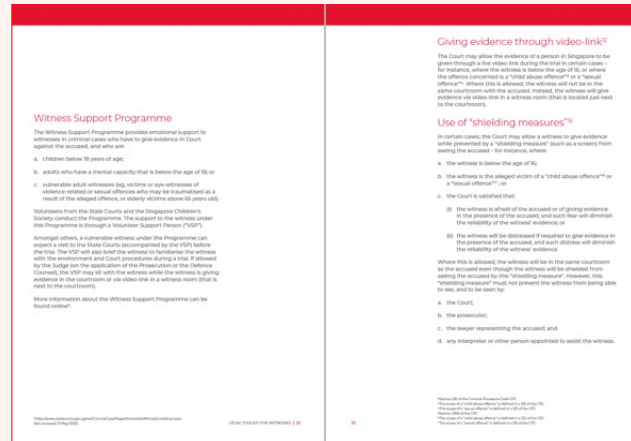 Witness Support Programme
The Witness Support Programme provides emotional support to
witnesses in criminal cases who have to give evidence in Court
against the accused, and who are:
a. children below 18 years of age;
b. adults who have a mental capacity that is below the age of 18; or
c. vulnerable adult witnesses (eg, victims or eye-witnesses of
violence-related or sexual offences who may be traumatised as a
result of the alleged offence, or elderly victims above 65 years old).
Volunteers from the State Courts and the Singapore Children's
Society conduct the Programme. The support to the witness under
this Programme is through a Volunteer Support Person ("VSP").
Amongst others, a vulnerable witness under the Programme can
expect a visit to the State Courts (accompanied by the VSP) before
the trial. The VSP will also brief the witness to familiarise the witness
with the environment and Court procedures during a trial. If allowed
by the Judge (on the application of the Prosecution or the Defence
Counsel), the VSP may sit with the witness while the witness is giving
evidence in the courtroom or via video-link in a witness room (that is
next to the courtroom).
More information about the Witness Support Programme can be
found online
LEGAL TOOLKIT FOR WITNESSES |
Giving evidence through video-link¹²
The Court may allow the evidence of a person in Singapore to be
given through a live video-link during the trial in certain cases –
for instance, where the witness is below the age of 16, or where
the offence concerned is a "child abuse offence" or a "sexual
offence". Where this is allowed, the witness will not be in the
same courtroom with the accused. Instead, the witness will give
evidence via video-link in a witness room (that is located just next
to the courtroom).
Use of "shielding measures"¹⁵
In certain cases, the Court may allow a witness to give evidence
while prevented by a "shielding measure" (such as a screen) from
seeing the accused – for instance, where:
a. the witness is below the age of 16;
b. the witness is the alleged victim of a "child abuse offence" or
a "sexual offence"; or
c. the Court is satisfied that:
(i) the witness is afraid of the accused or of giving evidence
in the presence of the accused, and such fear will diminish
the reliability of the witness' evidence; or
(ii) the witness will be distressed if required to give evidence in
the presence of the accused, and such distress will diminish
the reliability of the witness' evidence.
Where this is allowed, the witness will be in the same courtroom
as the accused even though the witness will be shielded from
seeing the accused by this "shielding measure". However, this
"shielding measure" must not prevent the witness from being able
to see, and to be seen by:
a. the Court;
b. the prosecutor;
c. the lawyer representing the accused; and
d. any interpreter or other person appointed to assist the witness.